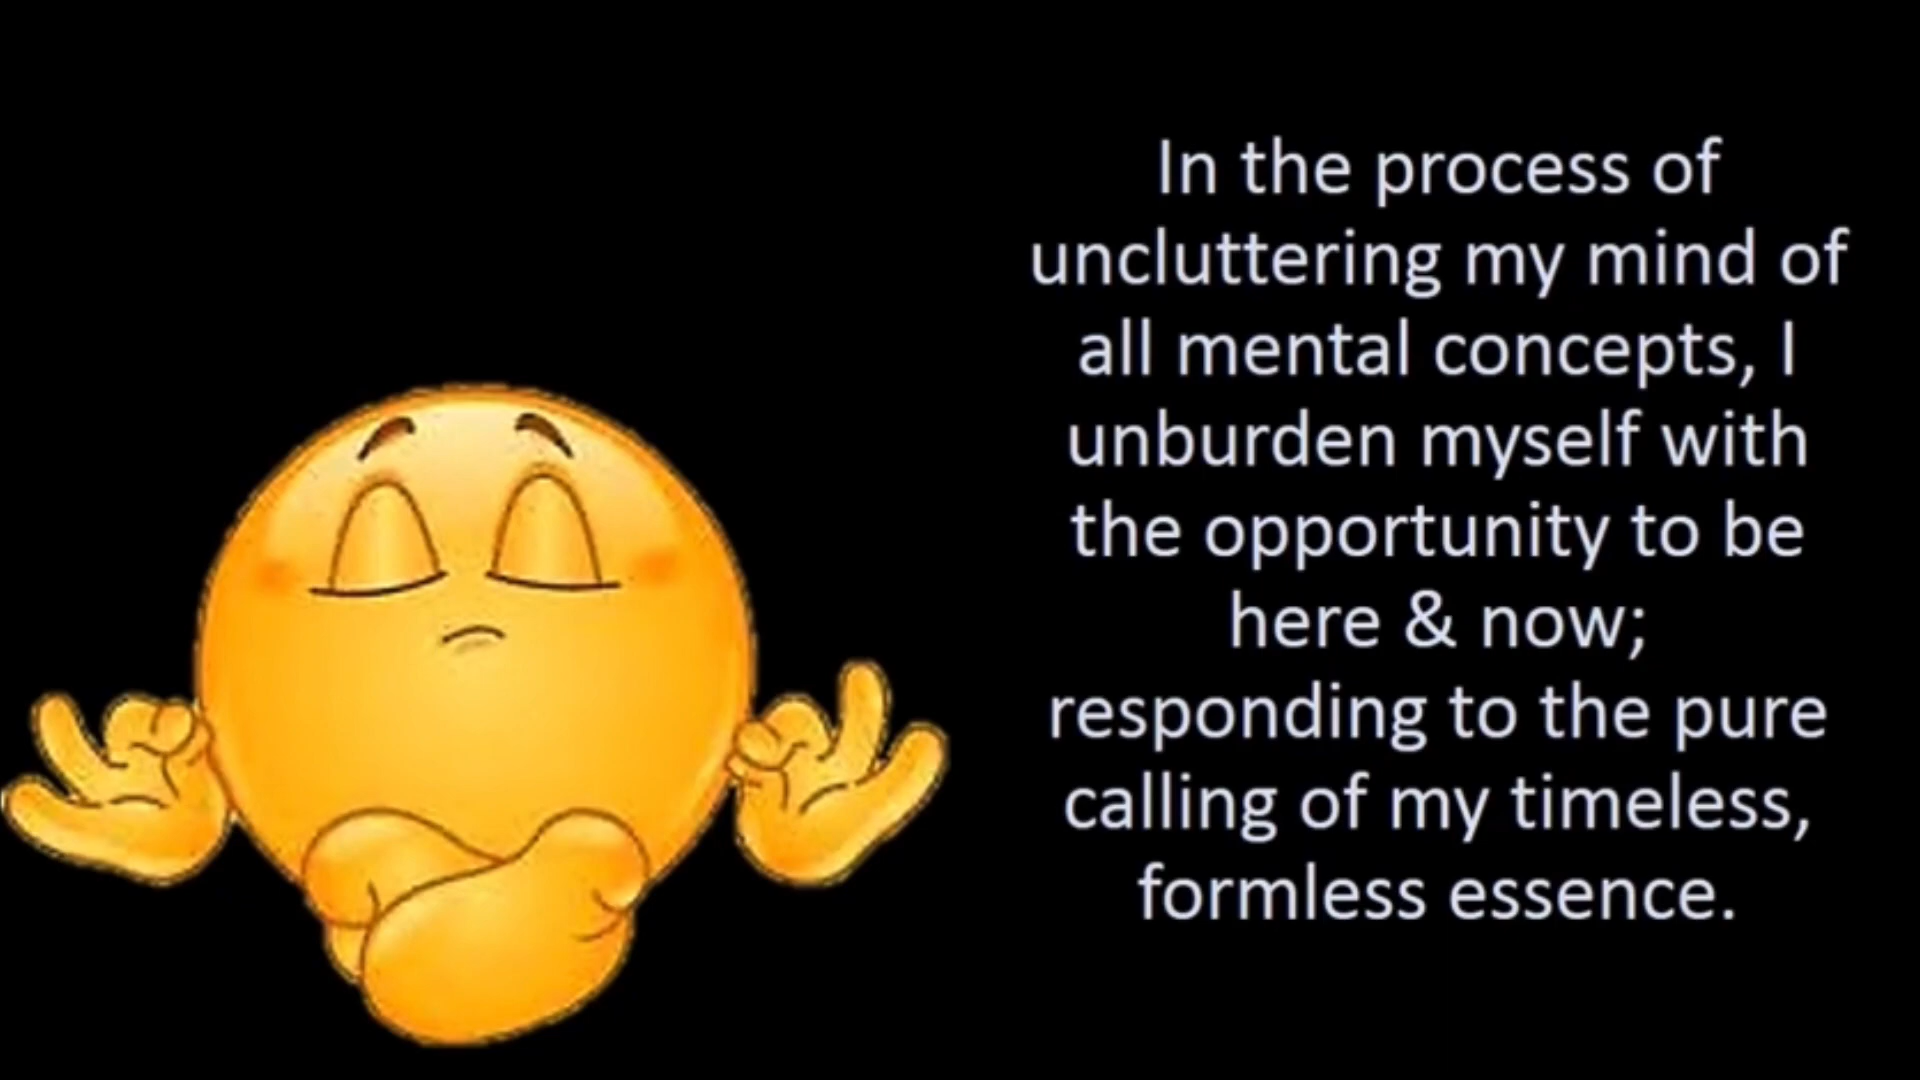 In the process of
uncluttering my mind of
all mental concepts, I
unburden myself with
the opportunity to be
here & now;
responding to the pure
calling of my timeless,
formless essence.